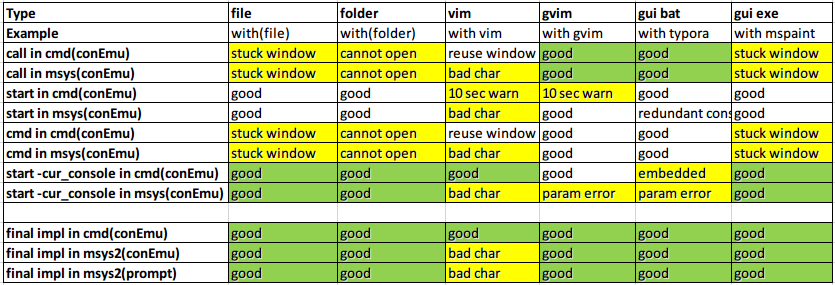 Type file folder vim gvim gui bat gui exe
Example with(file) with(folder) with vim with gvim with typora with mspaint
call in cmd(conEmu) stuck window cannot open reuse window good good stuck window
call in msys(conEmu) stuck window cannot open bad char good good stuck window
start in cmd(conEmu) good good 10 sec warn 10 sec warn good good
start in msys(conEmu) good good bad char good redundant cons good
cmd in cmd(conEmu) stuck window cannot open reuse window good good stuck window
cmd in msys(conEmu) stuck window cannot open bad char good good stuck window
start -cur_console in cmd(conEmu) good good good good embedded good
start -cur_console in msys(conEmu) good good bad char param error param error good
final impl in cmd(conEmu) good good good good good good
final impl in msys2(conEmu) good good bad char good good good
final impl in msys2(prompt) good good bad char good good good